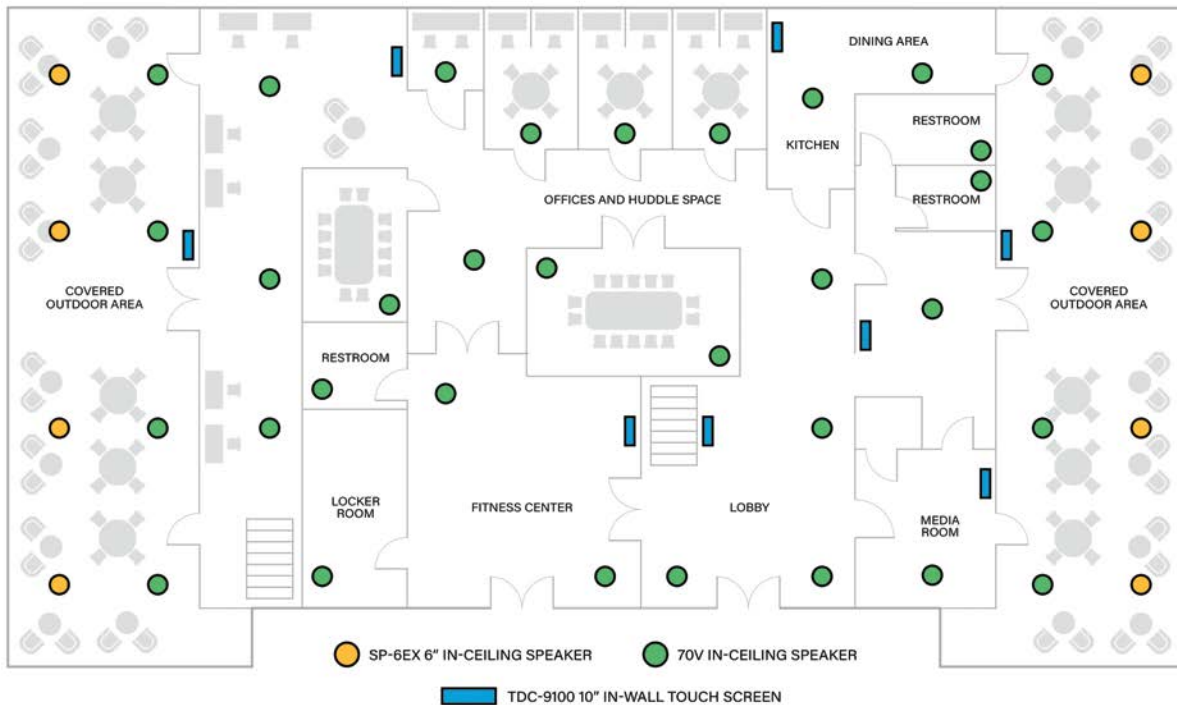 DINING AREA
RESTROOM
KITCHEN
OFFICES AND HUDDLE SPACE
RESTROOM
COVERED
OUTDOOR AREA
COVERED
OUTDOOR AREA
RESTROOM
LOCKER
ROOM
FITNESS CENTER
LOBBY
MEDIA
ROOM
SP-6EX 6" IN-CEILING SPEAKER
70V IN-CEILING SPEAKER
TDC-9100 10" IN-WALL TOUCH SCREEN